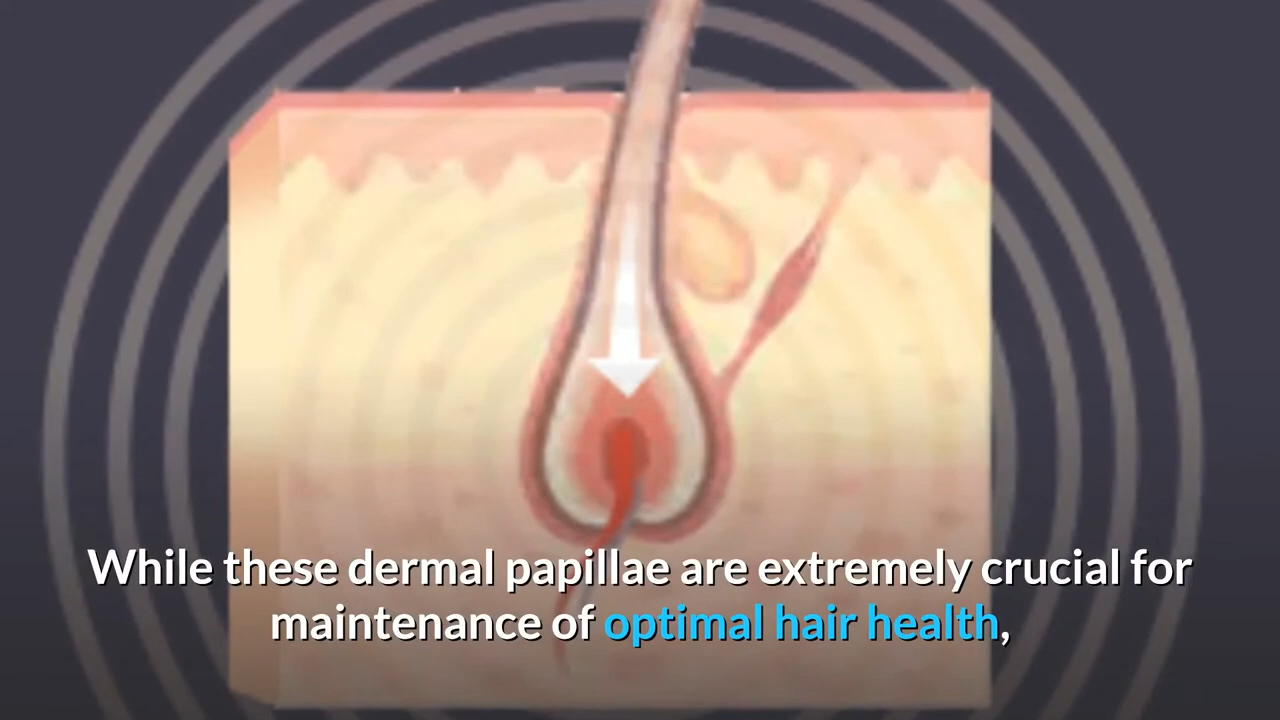 While these dermal papillae are extremely crucial for
maintenance of optimal hair health,